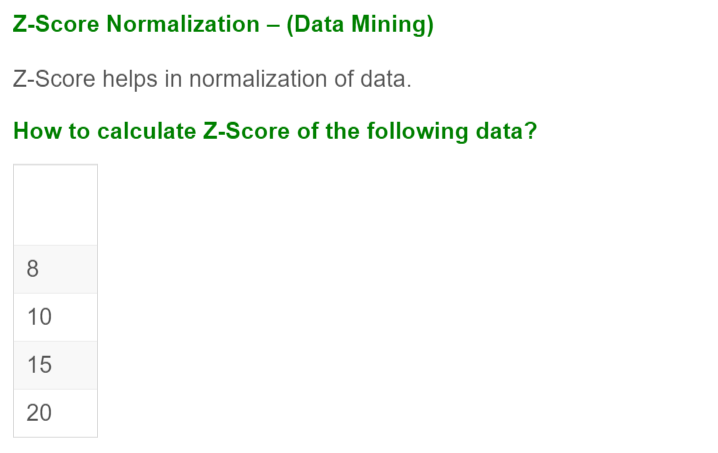 Z-Score Normalization – (Data Mining)
Z-Score helps in normalization of data.
How to calculate Z-Score of the following data?
8
10
15
20